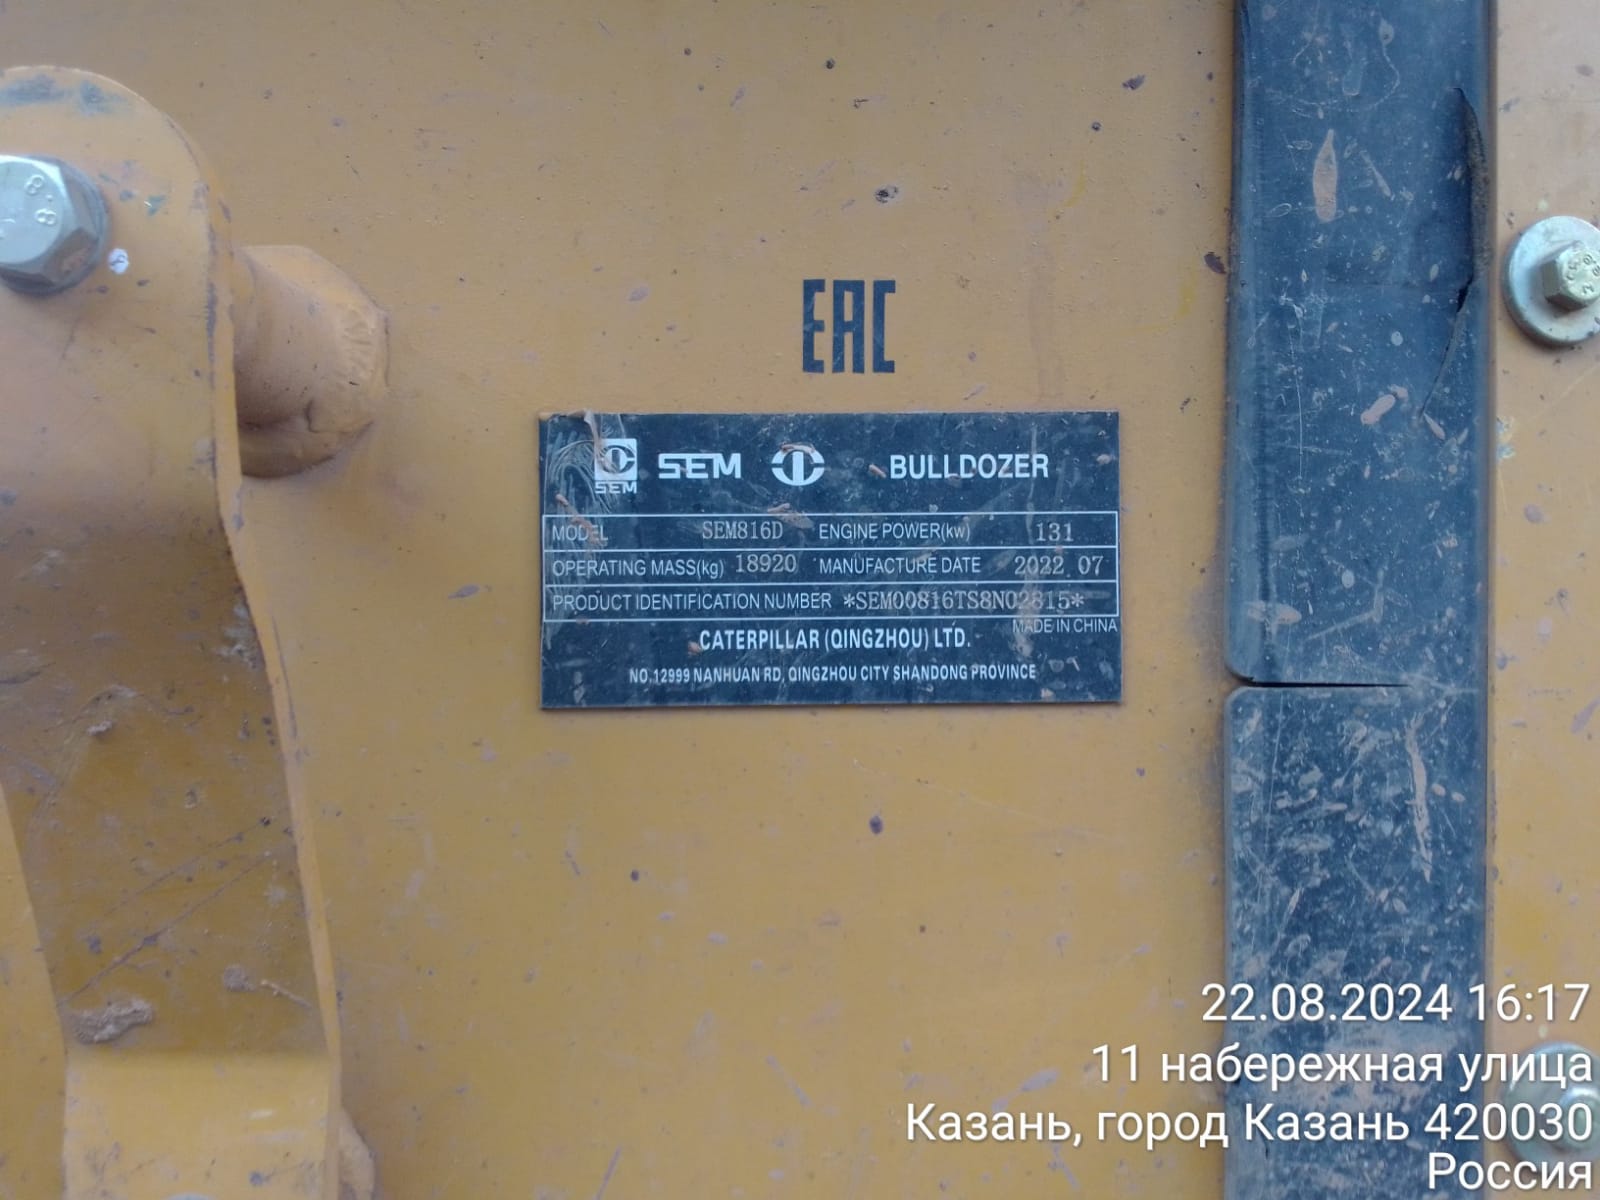 8.8
EAC
SEM SEM BULLDOZER
MODEL SEM816D ENGINE POWER(kw) 131
OPERATING MASS(kg) 18920 MANUFACTURE DATE 2022.07
PRODUCT IDENTIFICATION NUMBER *SEM00816TS8N02815*
MADE IN CHINA
CATERPILLAR (QINGZHOU) LTD.
NO.12999 NANHUAN RD, QINGZHOU CITY SHANDONG PROVINCE
22.08.2024 16:17
11 набережная улица
Казань, город Казань 420030
Россия